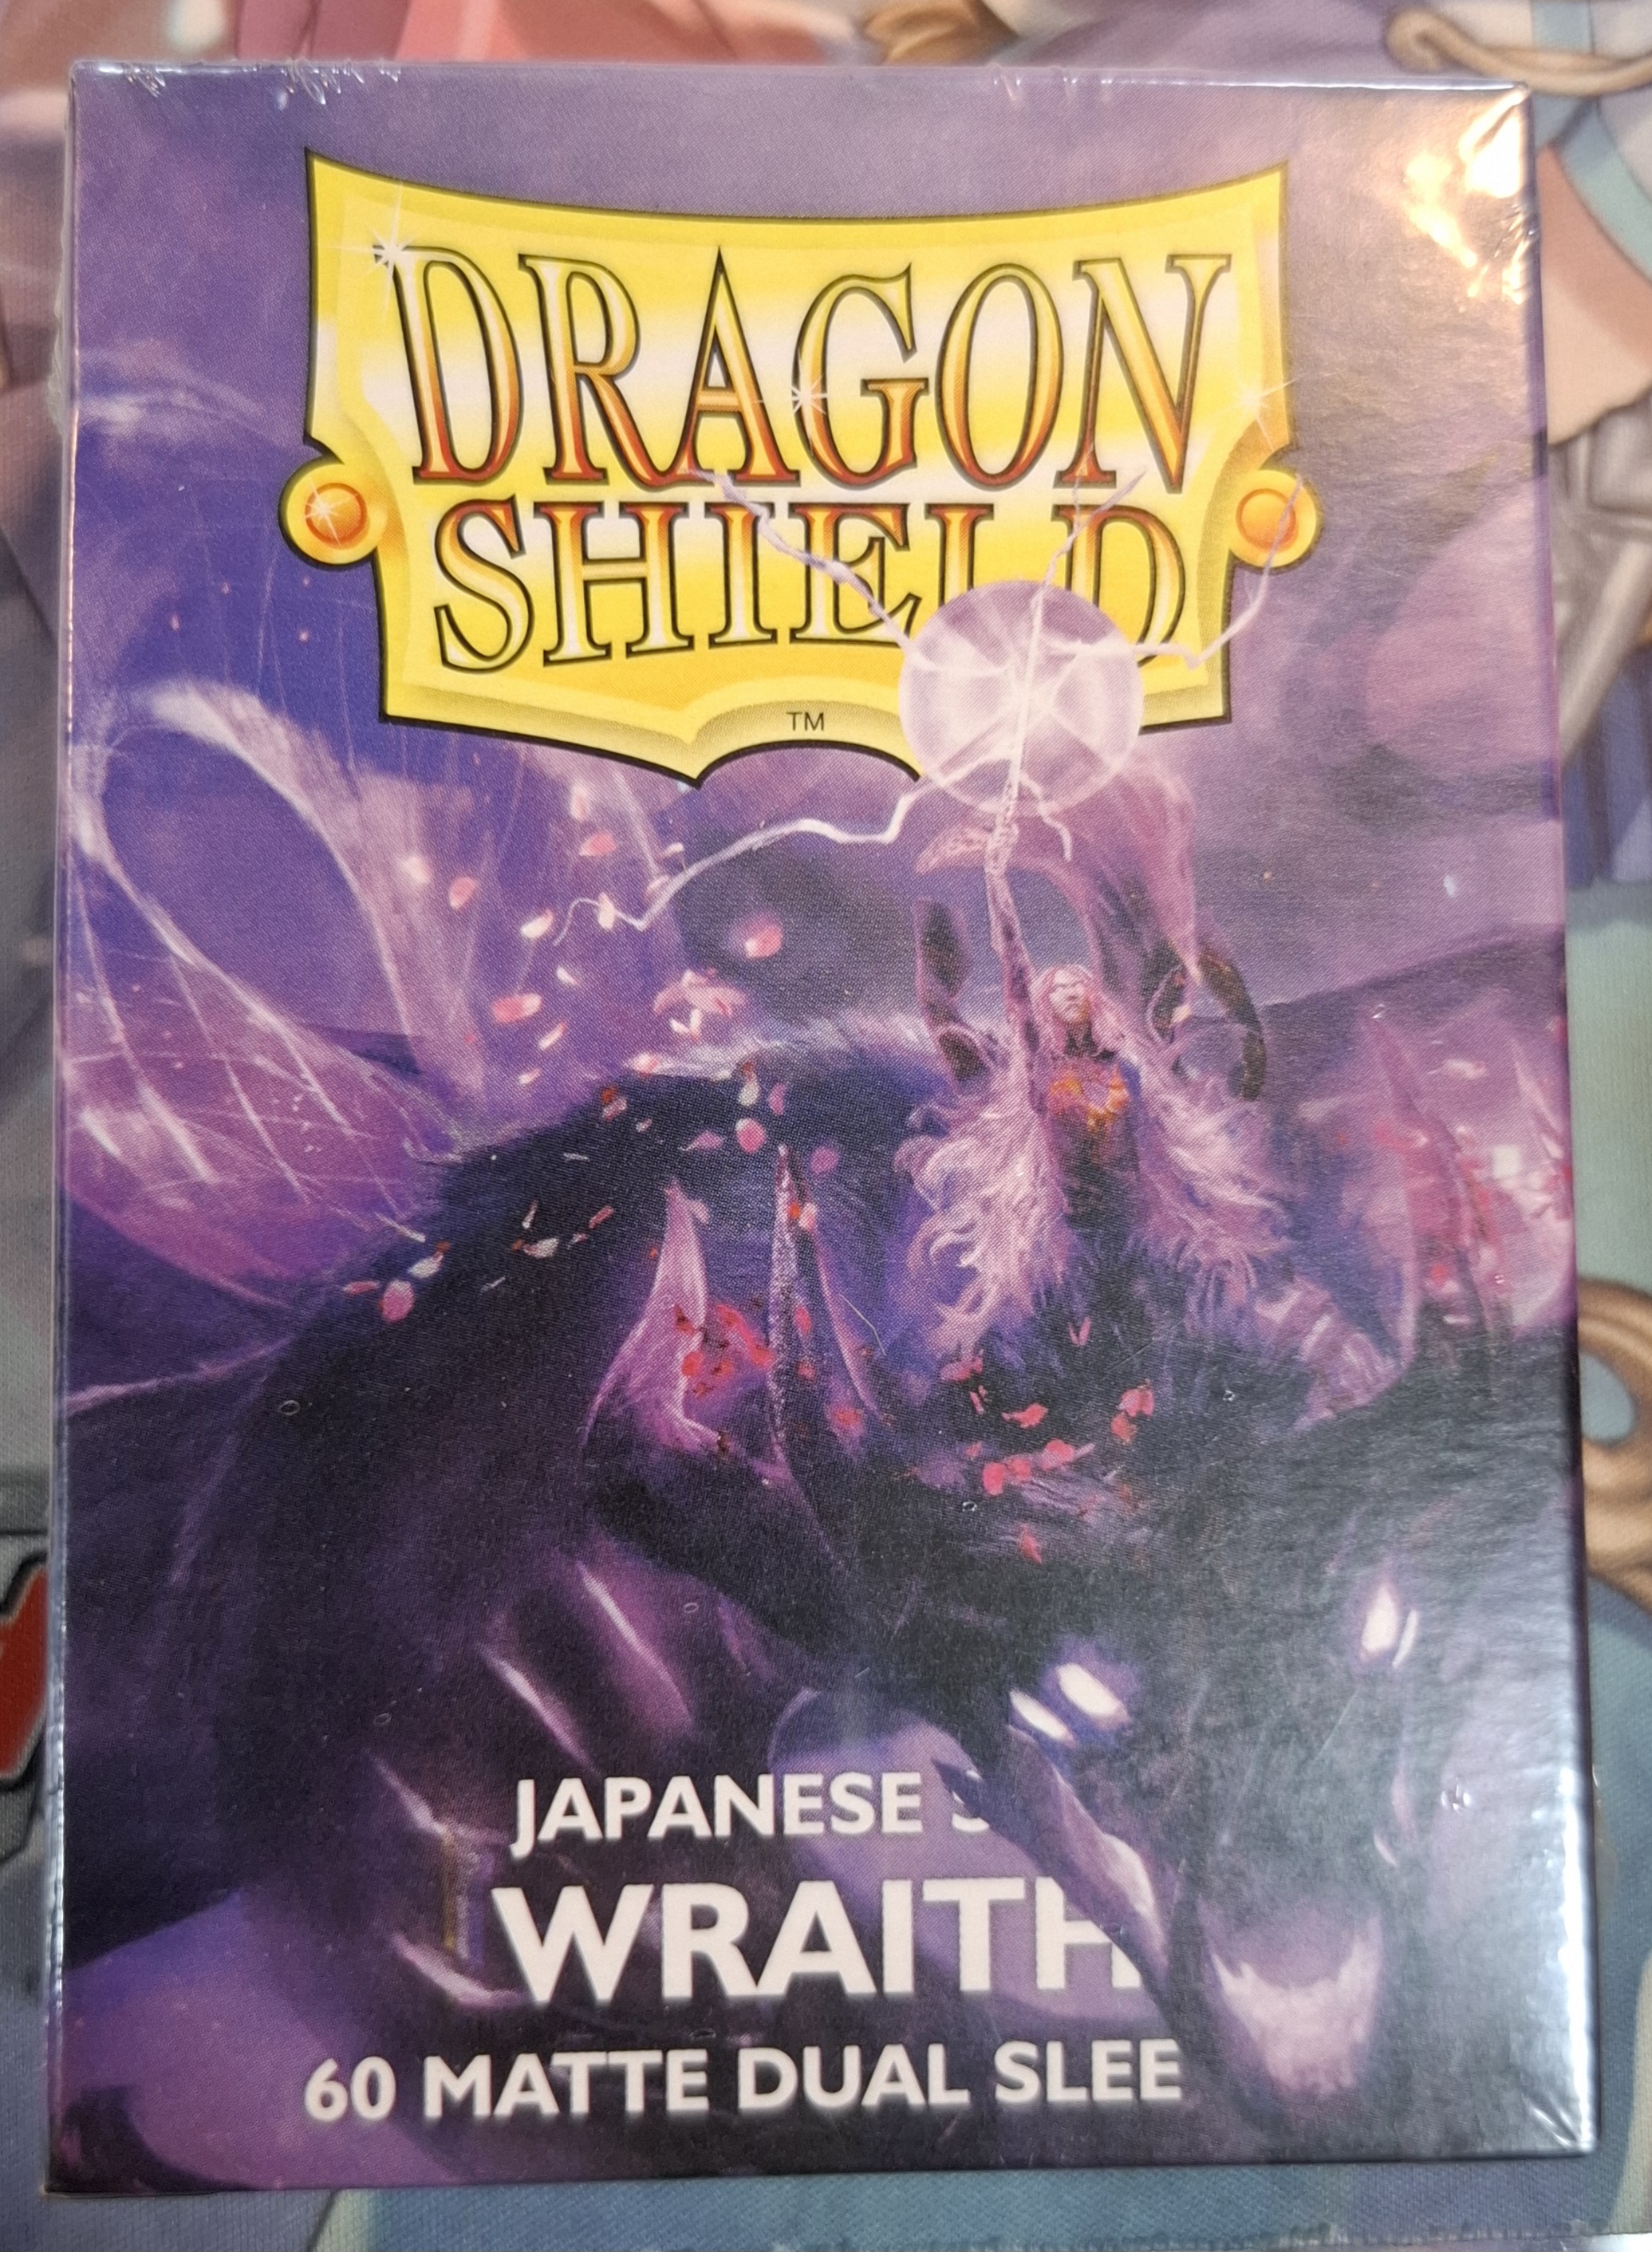 DRAGON
SHIELD
TM
JAPANESE
WRAITH
60 MATTE DUAL SLEE